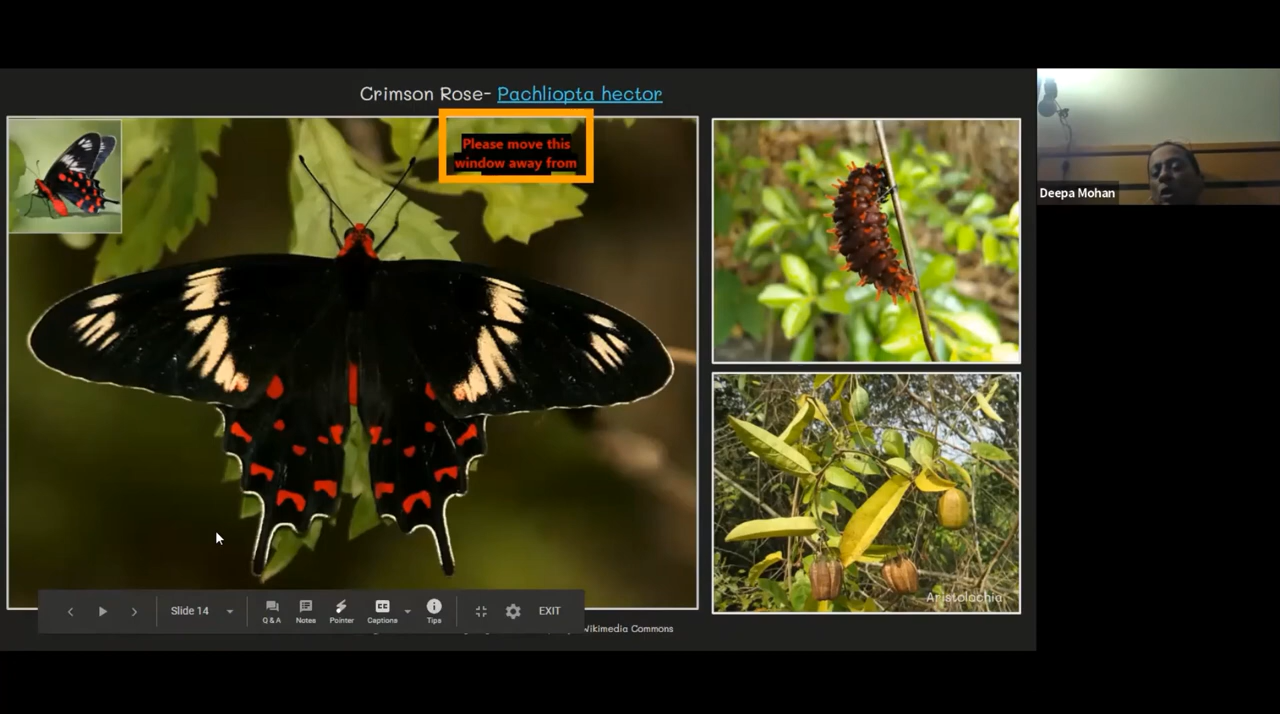 Crimson Rose- Pachliopta hector
Please move this
window away from
Deepa Mohan
Aristolochia
Slide 14
Q & A
Notes
Pointer
CC
Captions
Tips
EXIT
Wikimedia Commons